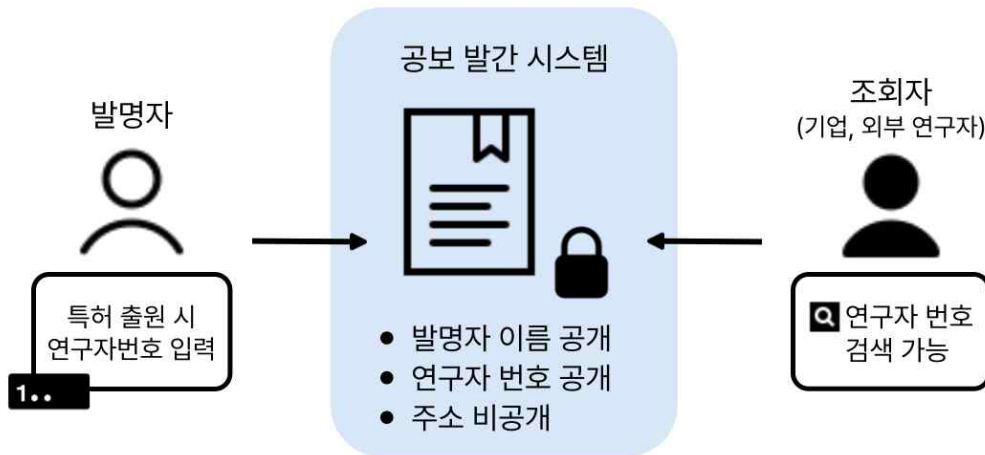 발명자
특허 출원 시
연구자번호 입력
1..
공보 발간 시스템
● 발명자 이름 공개
● 연구자 번호 공개
● 주소 비공개
조회자
(기업, 외부 연구자)
연구자 번호
검색 가능